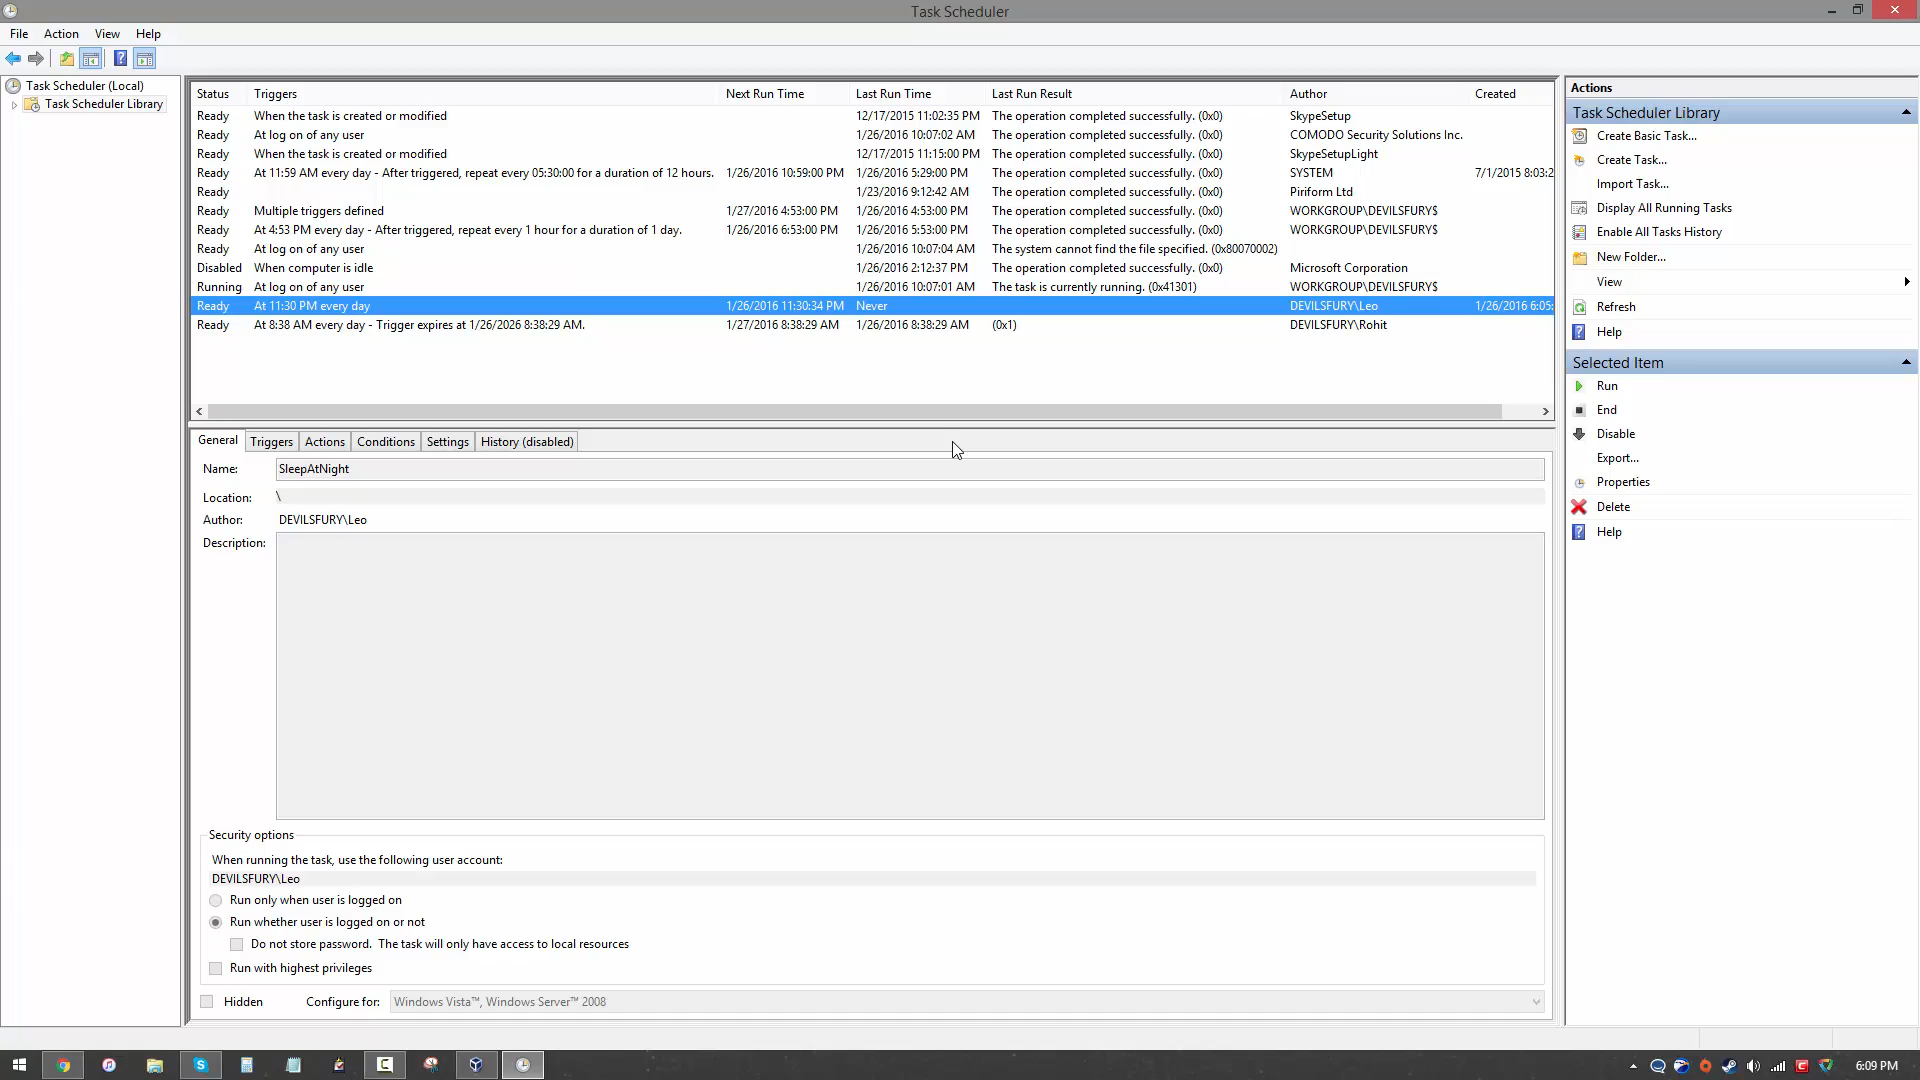 Task Scheduler
File Action View Help
Task Scheduler (Local)
Task Scheduler Library
Status Triggers Next Run Time Last Run Time Last Run Result Author Created
Ready When the task is created or modified 12/17/2015 11:02:35 PM The operation completed successfully. (0x0) SkypeSetup
Ready At log on of any user 1/26/2016 10:07:02 AM The operation completed successfully. (0x0) COMODO Security Solutions Inc.
Ready When the task is created or modified 12/17/2015 11:15:00 PM The operation completed successfully. (0x0) SkypeSetupLight
Ready At 11:59 AM every day - After triggered, repeat every 05:30:00 for a duration of 12 hours. 1/26/2016 10:59:00 PM 1/26/2016 5:29:00 PM The operation completed successfully. (0x0) SYSTEM 7/1/2015 8:03:2
Ready 1/23/2016 9:12:42 AM The operation completed successfully. (0x0) Piriform Ltd
Ready Multiple triggers defined 1/27/2016 4:53:00 PM 1/26/2016 4:53:00 PM The operation completed successfully. (0x0) WORKGROUP\DEVILSFURY$
Ready At 4:53 PM every day - After triggered, repeat every 1 hour for a duration of 1 day. 1/26/2016 6:53:00 PM 1/26/2016 5:53:00 PM The operation completed successfully. (0x0) WORKGROUP\DEVILSFURY$
Ready At log on of any user 1/26/2016 10:07:04 AM The system cannot find the file specified. (0x80070002)
Disabled When computer is idle 1/26/2016 2:12:37 PM The operation completed successfully. (0x0) Microsoft Corporation
Running At log on of any user 1/26/2016 10:07:01 AM The task is currently running. (0x41301) WORKGROUP\DEVILSFURY$
Ready At 11:30 PM every day 1/26/2016 11:30:34 PM Never DEVILSFURY\Leo 1/26/2016 6:05:
Ready At 8:38 AM every day - Trigger expires at 1/26/2026 8:38:29 AM. 1/27/2016 8:38:29 AM 1/26/2016 8:38:29 AM (0x1) DEVILSFURY\Rohit
General Triggers Actions Conditions Settings History (disabled)
Name: SleepAtNight
Location: \
Author: DEVILSFURY\Leo
Description:
Security options
When running the task, use the following user account:
DEVILSFURY\Leo
Run only when user is logged on
Run whether user is logged on or not
Do not store password. The task will only have access to local resources
Run with highest privileges
Hidden Configure for: Windows Vista™, Windows Server™ 2008
Actions
Task Scheduler Library
Create Basic Task...
Create Task...
Import Task...
Display All Running Tasks
Enable All Tasks History
New Folder...
View
Refresh
Help
Selected Item
Run
End
Disable
Export...
Properties
Delete
Help
6:09 PM